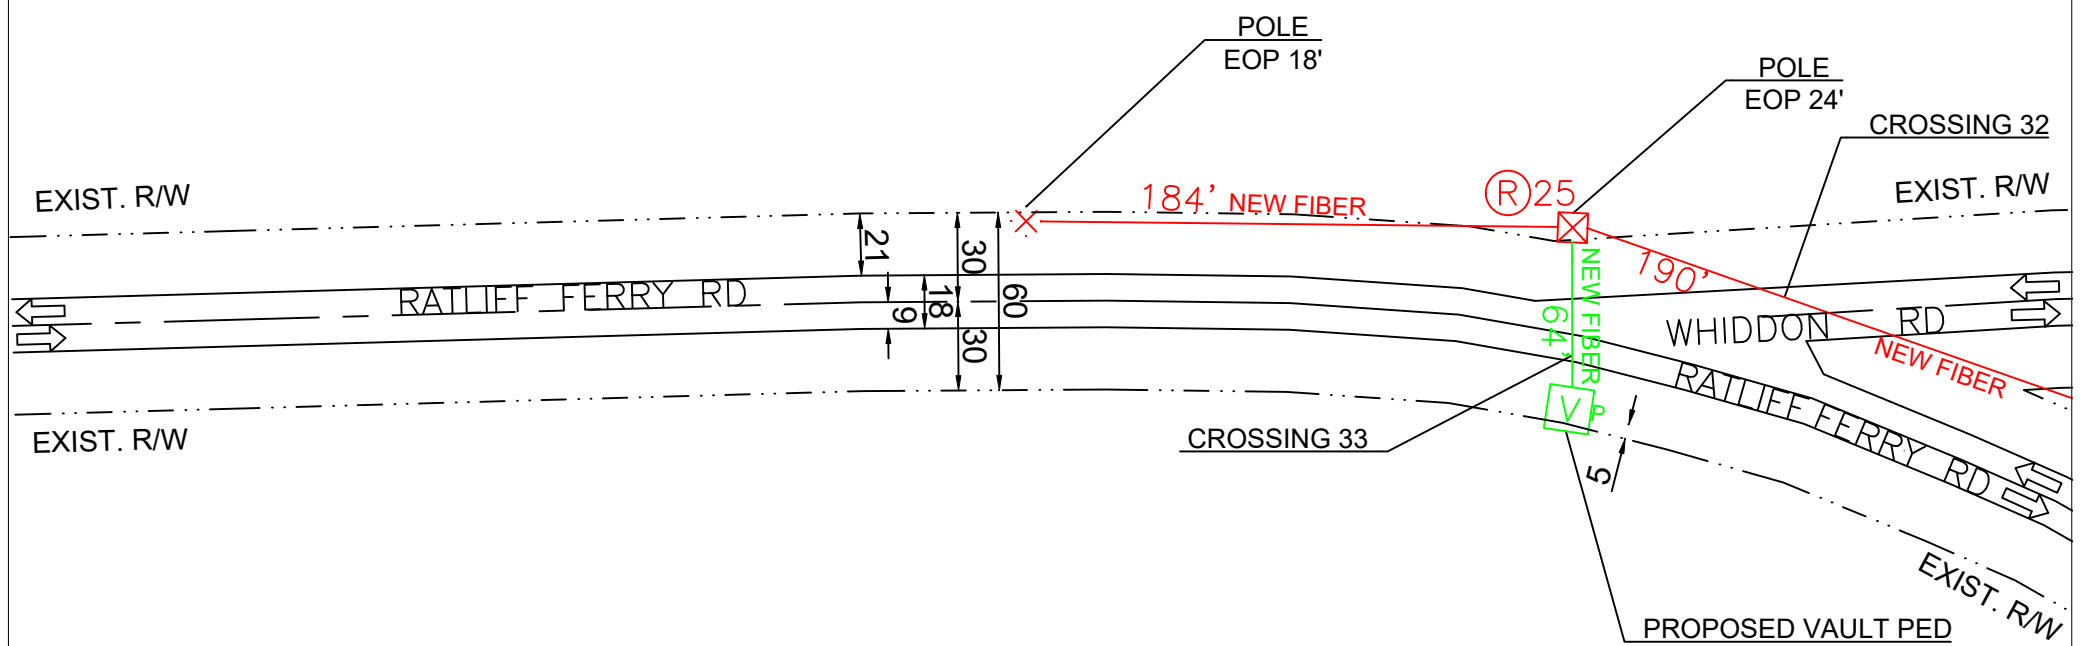 POLE
EOP 18'
POLE
EOP 24'
CROSSING 32
EXIST. R/W
184' NEW FIBER
R 25
EXIST. R/W
21
30
18
60
9
30
RATLIFF FERRY RD
NEW FIBER
64'
190'
WHIDDON RD
NEW FIBER
RATLIFF FERRY RD
V P
EXIST. R/W
CROSSING 33
5
EXIST. R/W
PROPOSED VAULT PED